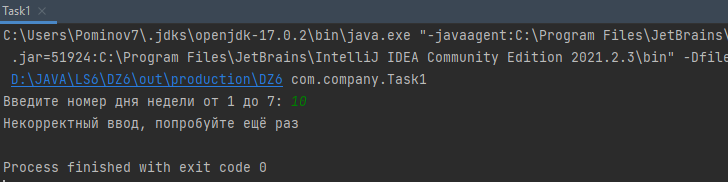 Task1
C:\Users\Pominov7\.jdks\openjdk-17.0.2\bin\java.exe "-javaagent:C:\Program Files\JetBrains\
.jar=51924:C:\Program Files\JetBrains\IntelliJ IDEA Community Edition 2021.2.3\bin" -Dfile
D:\JAVA\LS6\DZ6\out\production\DZ6 com.company.Task1
Введите номер дня недели от 1 до 7: 10
Некорректный ввод, попробуйте ещё раз
Process finished with exit code 0